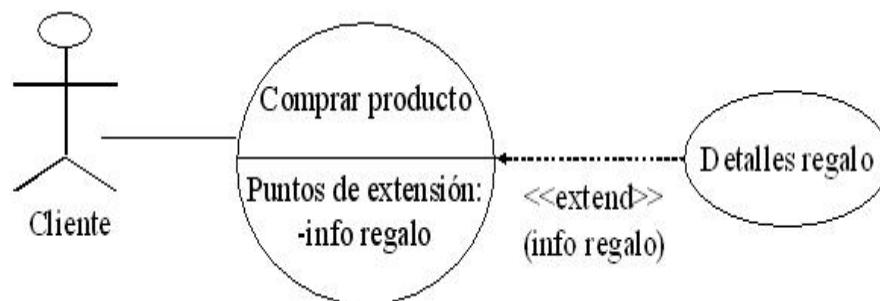 Comprar producto
Puntos de extensión:
-info regalo
Cliente
<<extend>>
(info regalo)
Detalles regalo